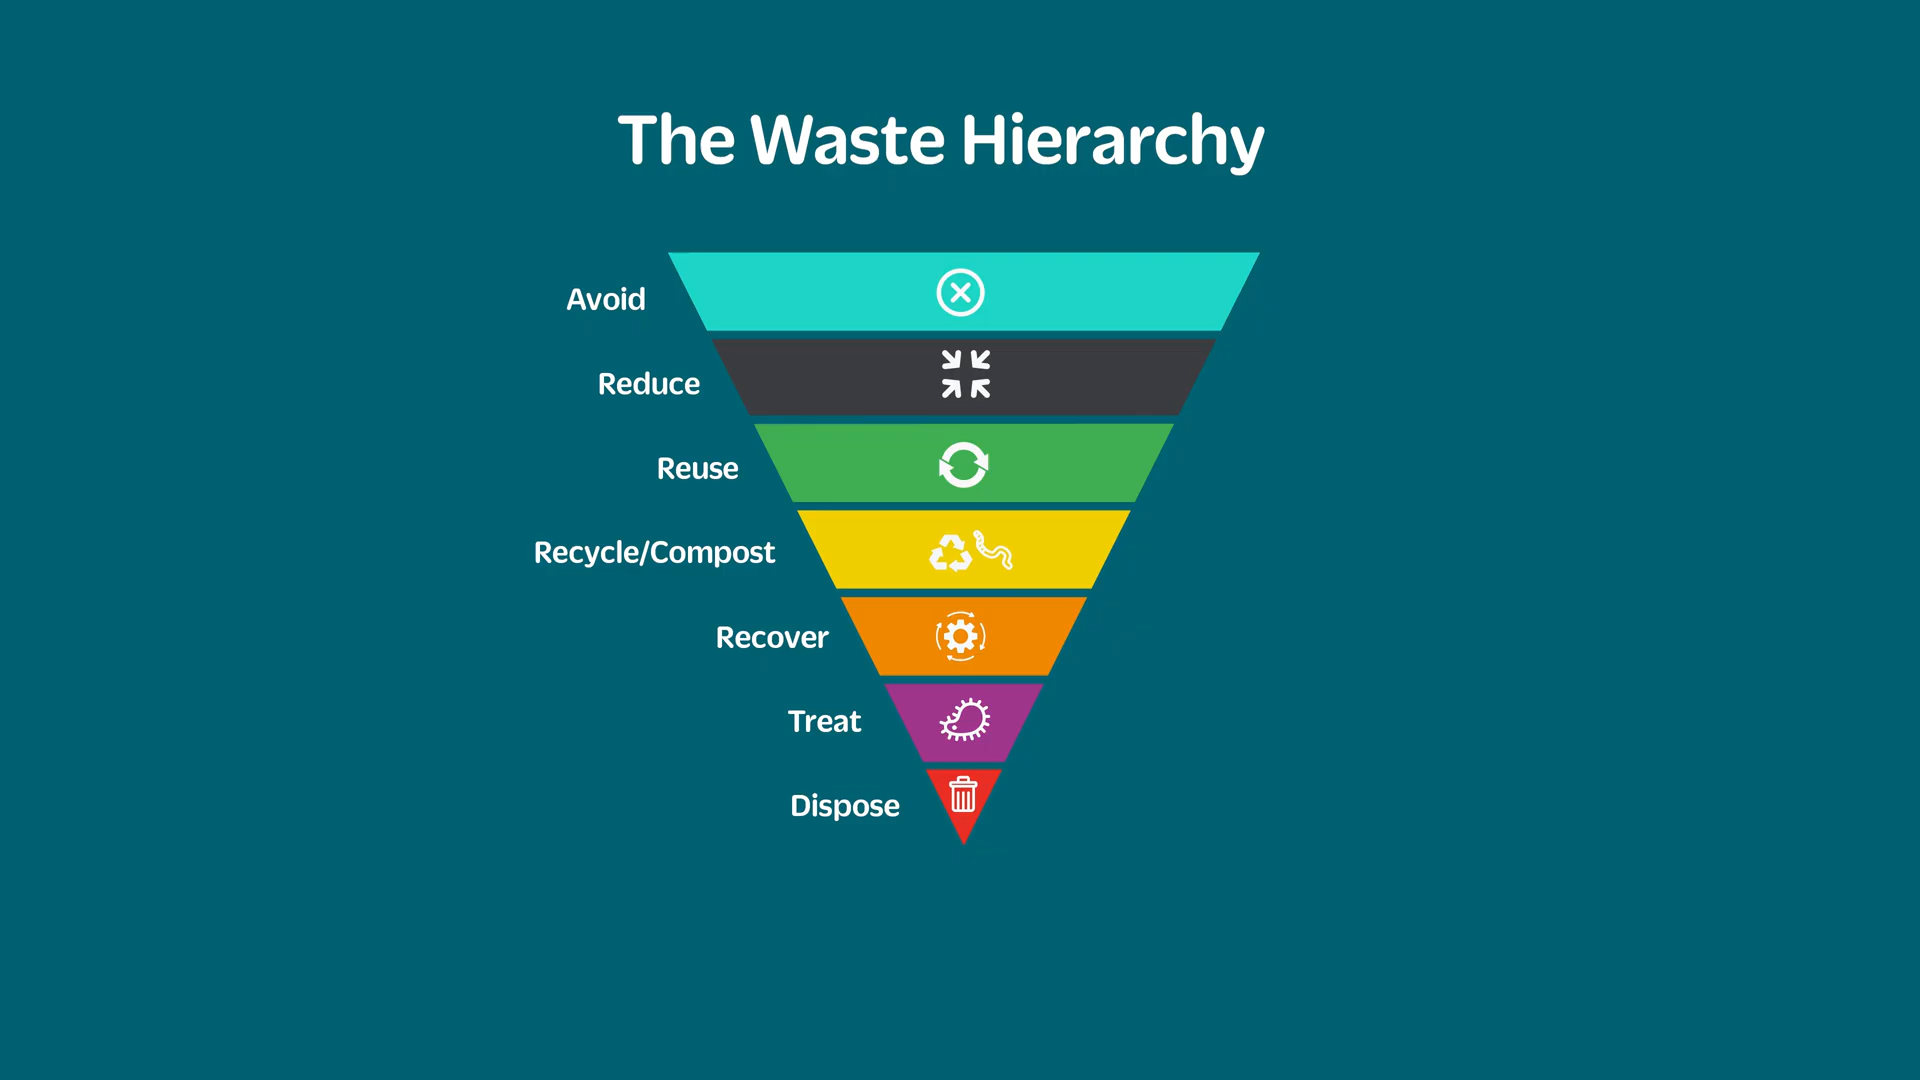 The Waste Hierarchy
Avoid
Reduce
Reuse
Recycle/Compost
Recover
Treat
Dispose